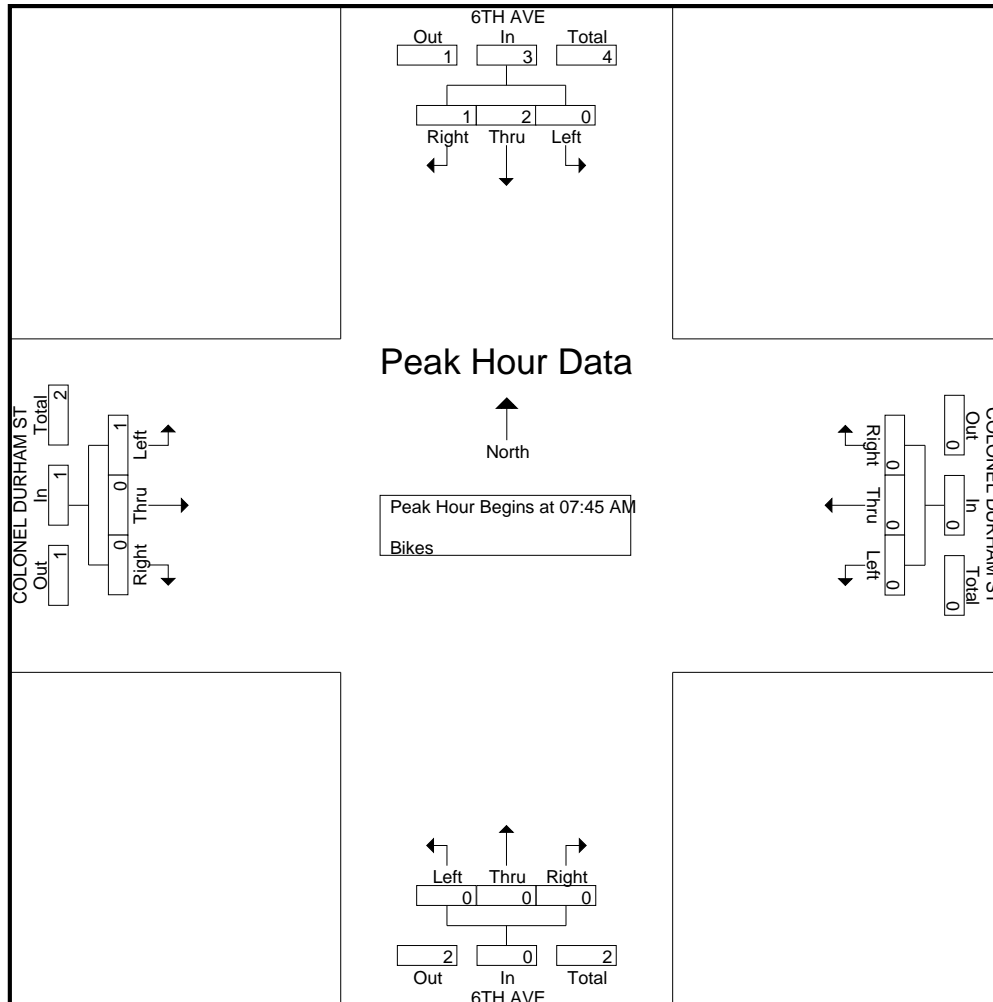 6TH AVE
Out In Total
1 3 4
1 2 0
Right Thru Left
Peak Hour Data
North
Peak Hour Begins at 07:45 AM
Bikes
COLONEL DURHAM ST
Out In Total
1 1 2
0 0 1
Right Thru Left
COLONEL DURHAM ST
Out In Total
0 0 0
0 0 0
Right Thru Left
Left Thru Right
0 0 0
2 0 2
Out In Total
6TH AVE